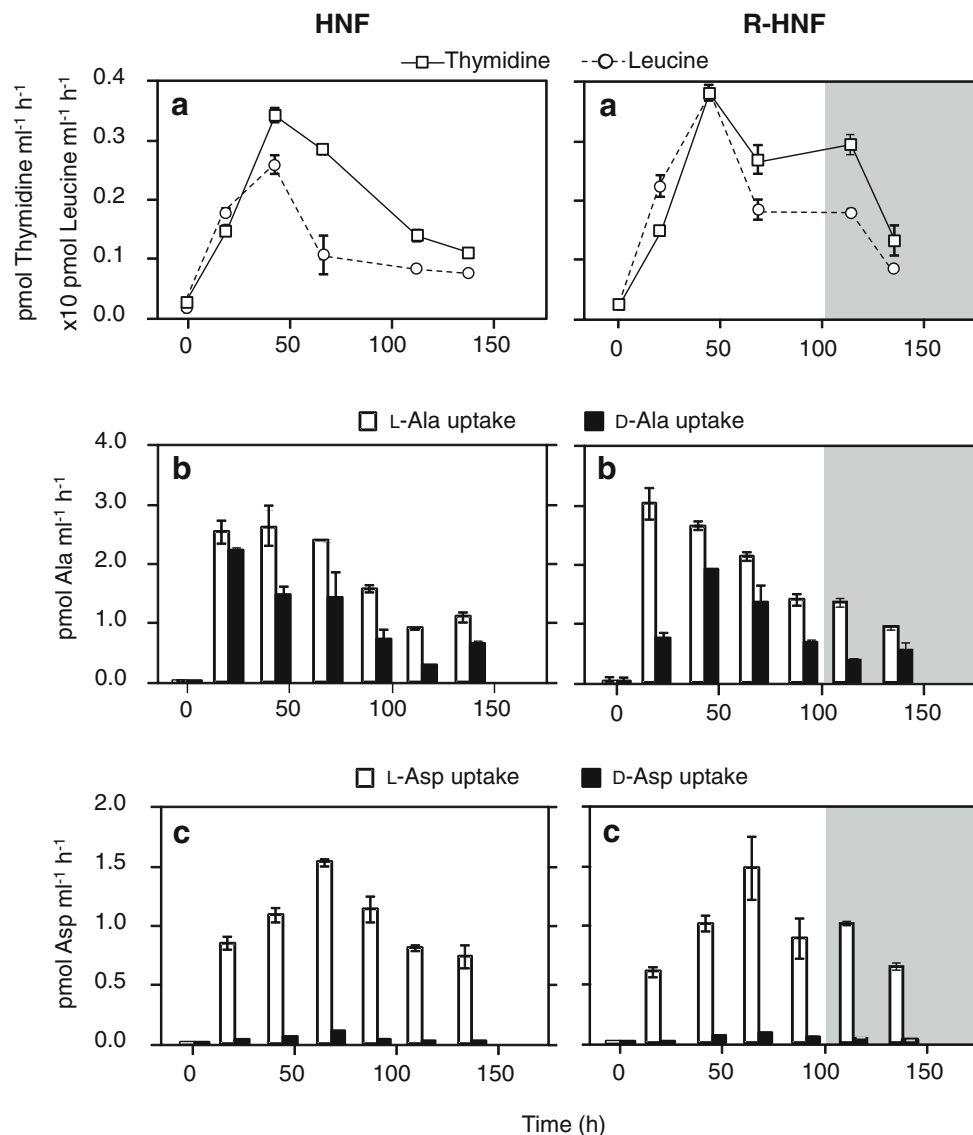 HNF R-HNF
Thymidine Leucine
pmol Thymidine ml-1 h-1
x10 pmol Leucine ml-1 h-1
0.4
0.3
0.2
0.1
0.0
a a
0 50 100 150 0 50 100 150
L-Ala uptake D-Ala uptake
pmol Ala ml-1 h-1
4.0
3.0
2.0
1.0
0.0
b b
0 50 100 150 0 50 100 150
L-Asp uptake D-Asp uptake
pmol Asp ml-1 h-1
2.0
1.5
1.0
0.5
0.0
c c
0 50 100 150 0 50 100 150
Time (h)